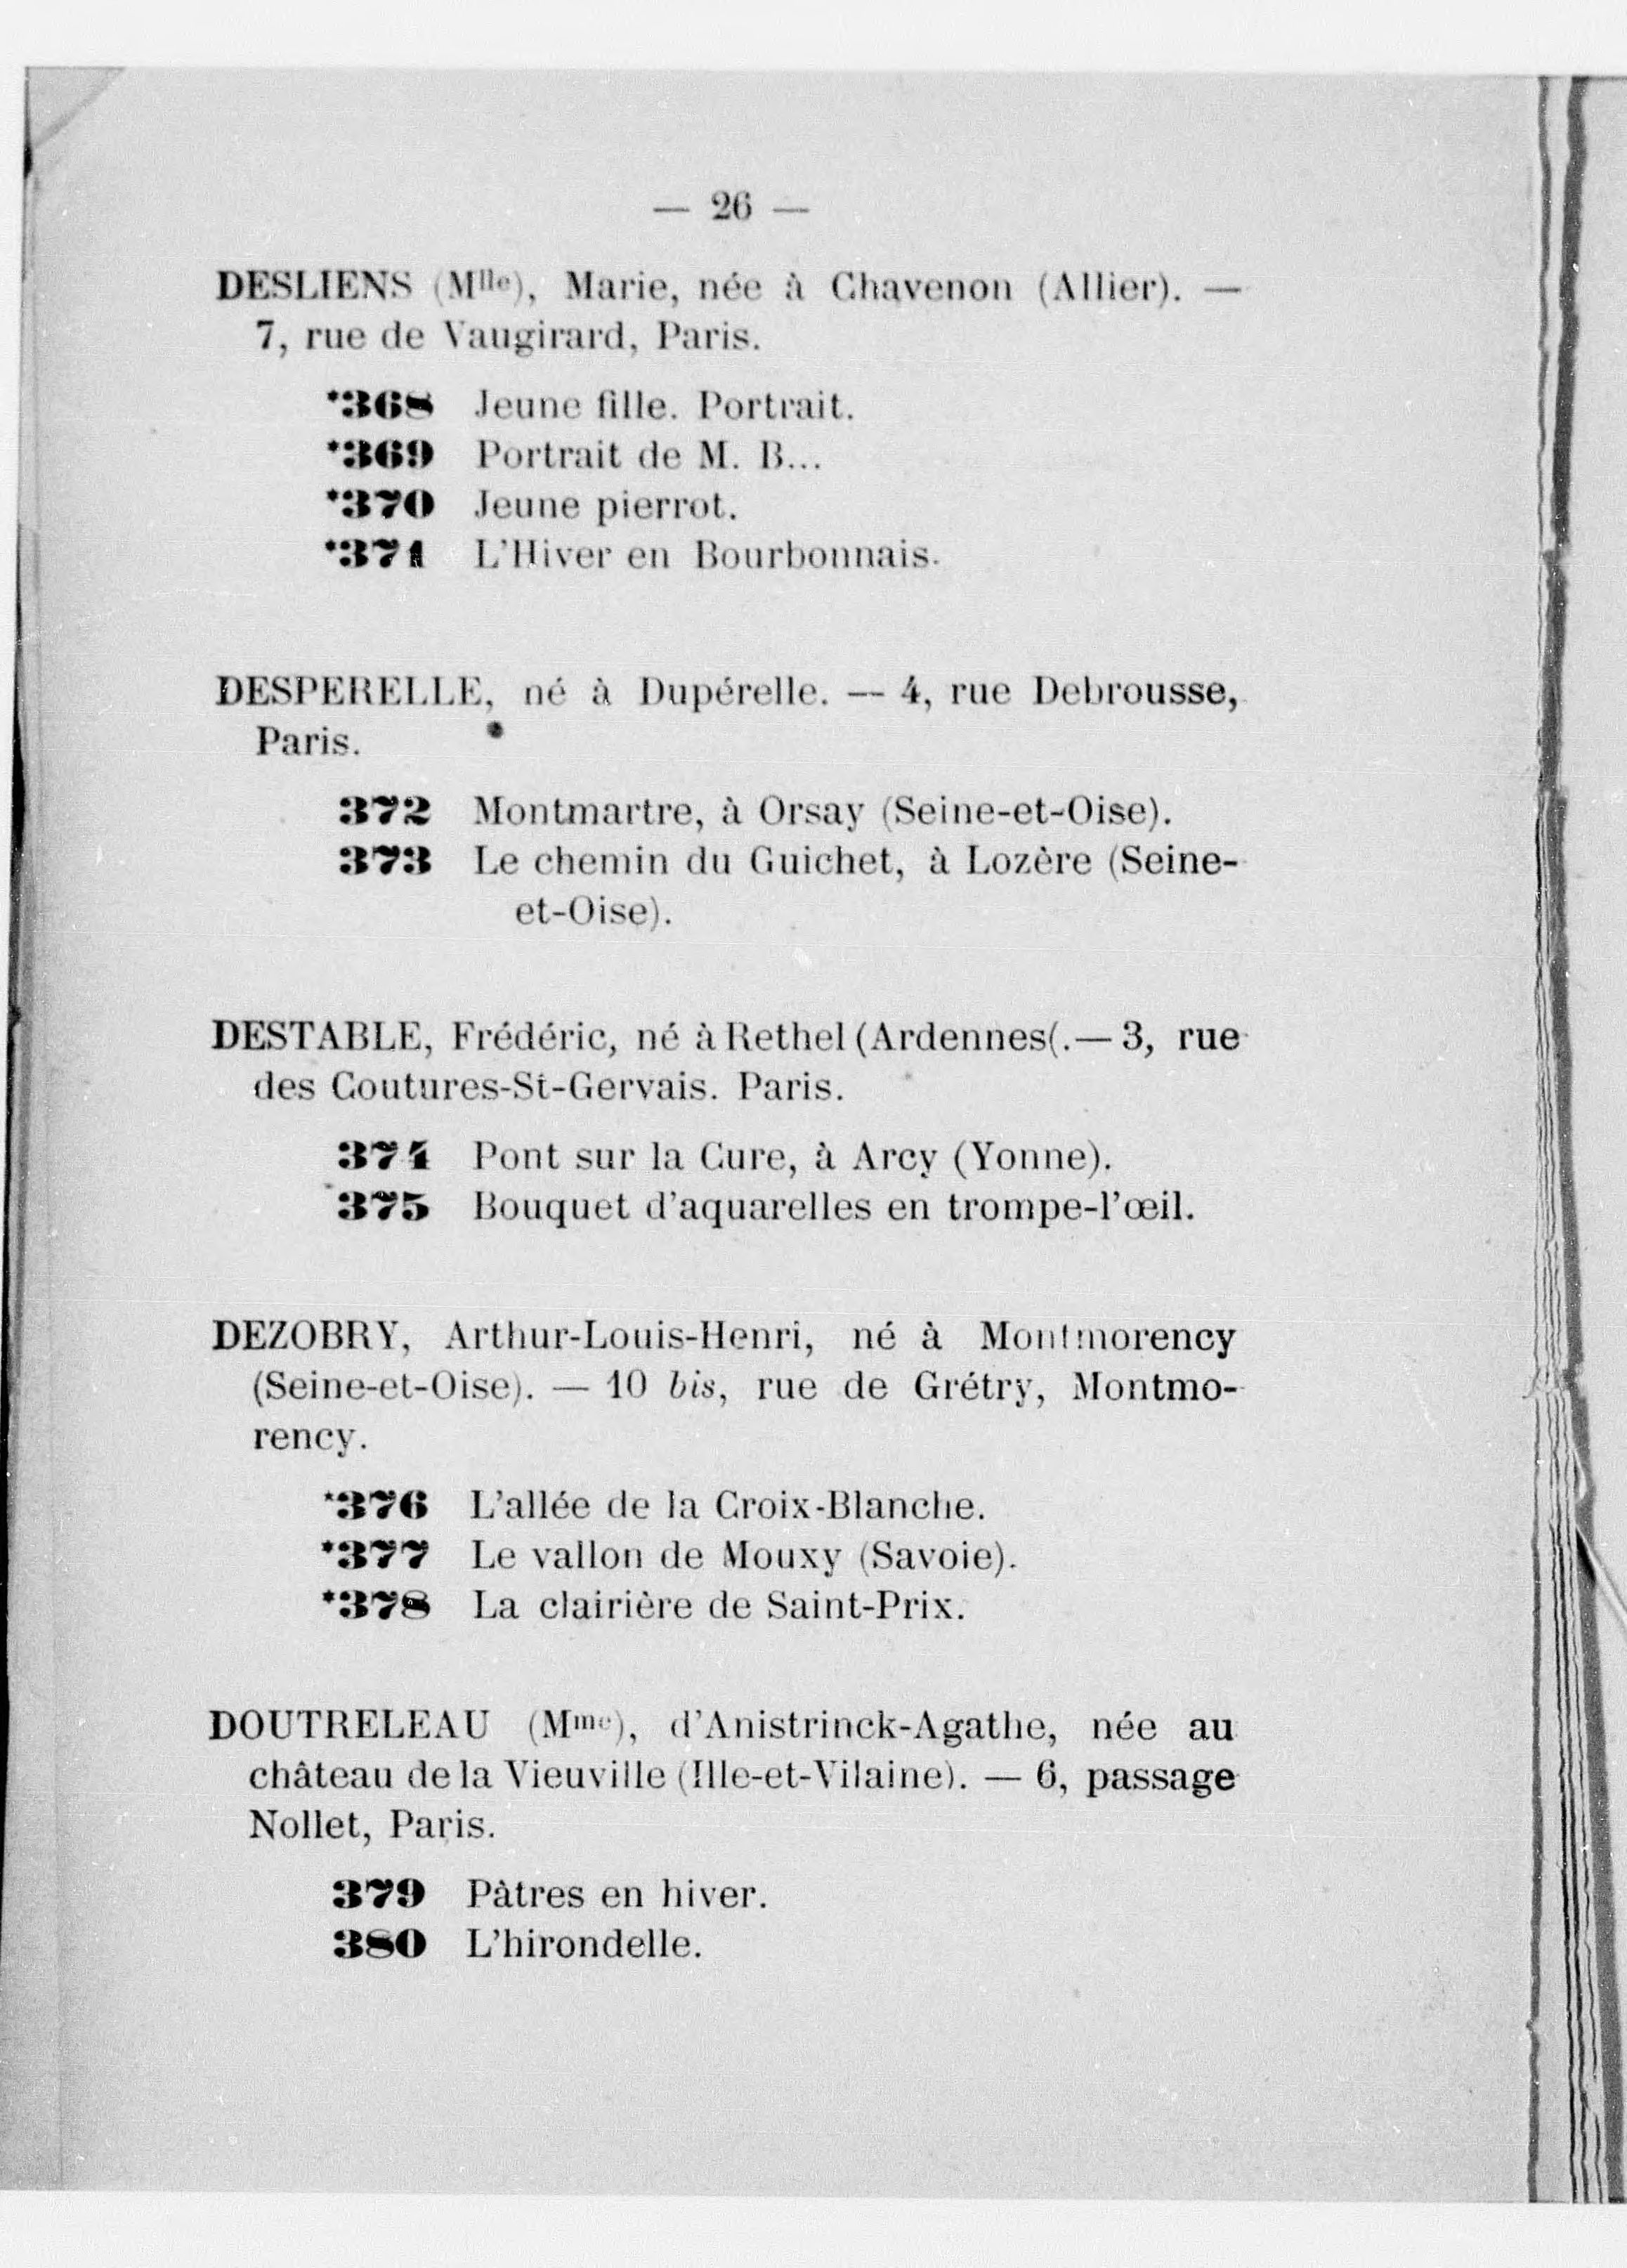 — 26 —
DESLIENS (Mlle), Marie, née à Chavenon (Allier). —
7, rue de Vaugirard, Paris.
*368 Jeune fille. Portrait.
*369 Portrait de M. B...
*370 Jeune pierrot.
*371 L'Hiver en Bourbonnais.
DESPERELLE, né à Dupérelle. — 4, rue Debrousse,
Paris.
372 Montmartre, à Orsay (Seine-et-Oise).
373 Le chemin du Guichet, à Lozère (Seine-
et-Oise).
DESTABLE, Frédéric, né à Rethel (Ardennes(. — 3, rue
des Coutures-St-Gervais. Paris.
374 Pont sur la Cure, à Arcy (Yonne).
375 Bouquet d'aquarelles en trompe-l'œil.
DEZOBRY, Arthur-Louis-Henri, né à Montmorency
(Seine-et-Oise). — 10 bis, rue de Grétry, Montmo-
rency.
*376 L'allée de la Croix-Blanche.
*377 Le vallon de Mouxy (Savoie).
*378 La clairière de Saint-Prix.
DOUTRELEAU (Mme), d'Anistrinck-Agathe, née au
château de la Vieuville (Ille-et-Vilaine). — 6, passage
Nollet, Paris.
379 Pâtres en hiver.
380 L'hirondelle.